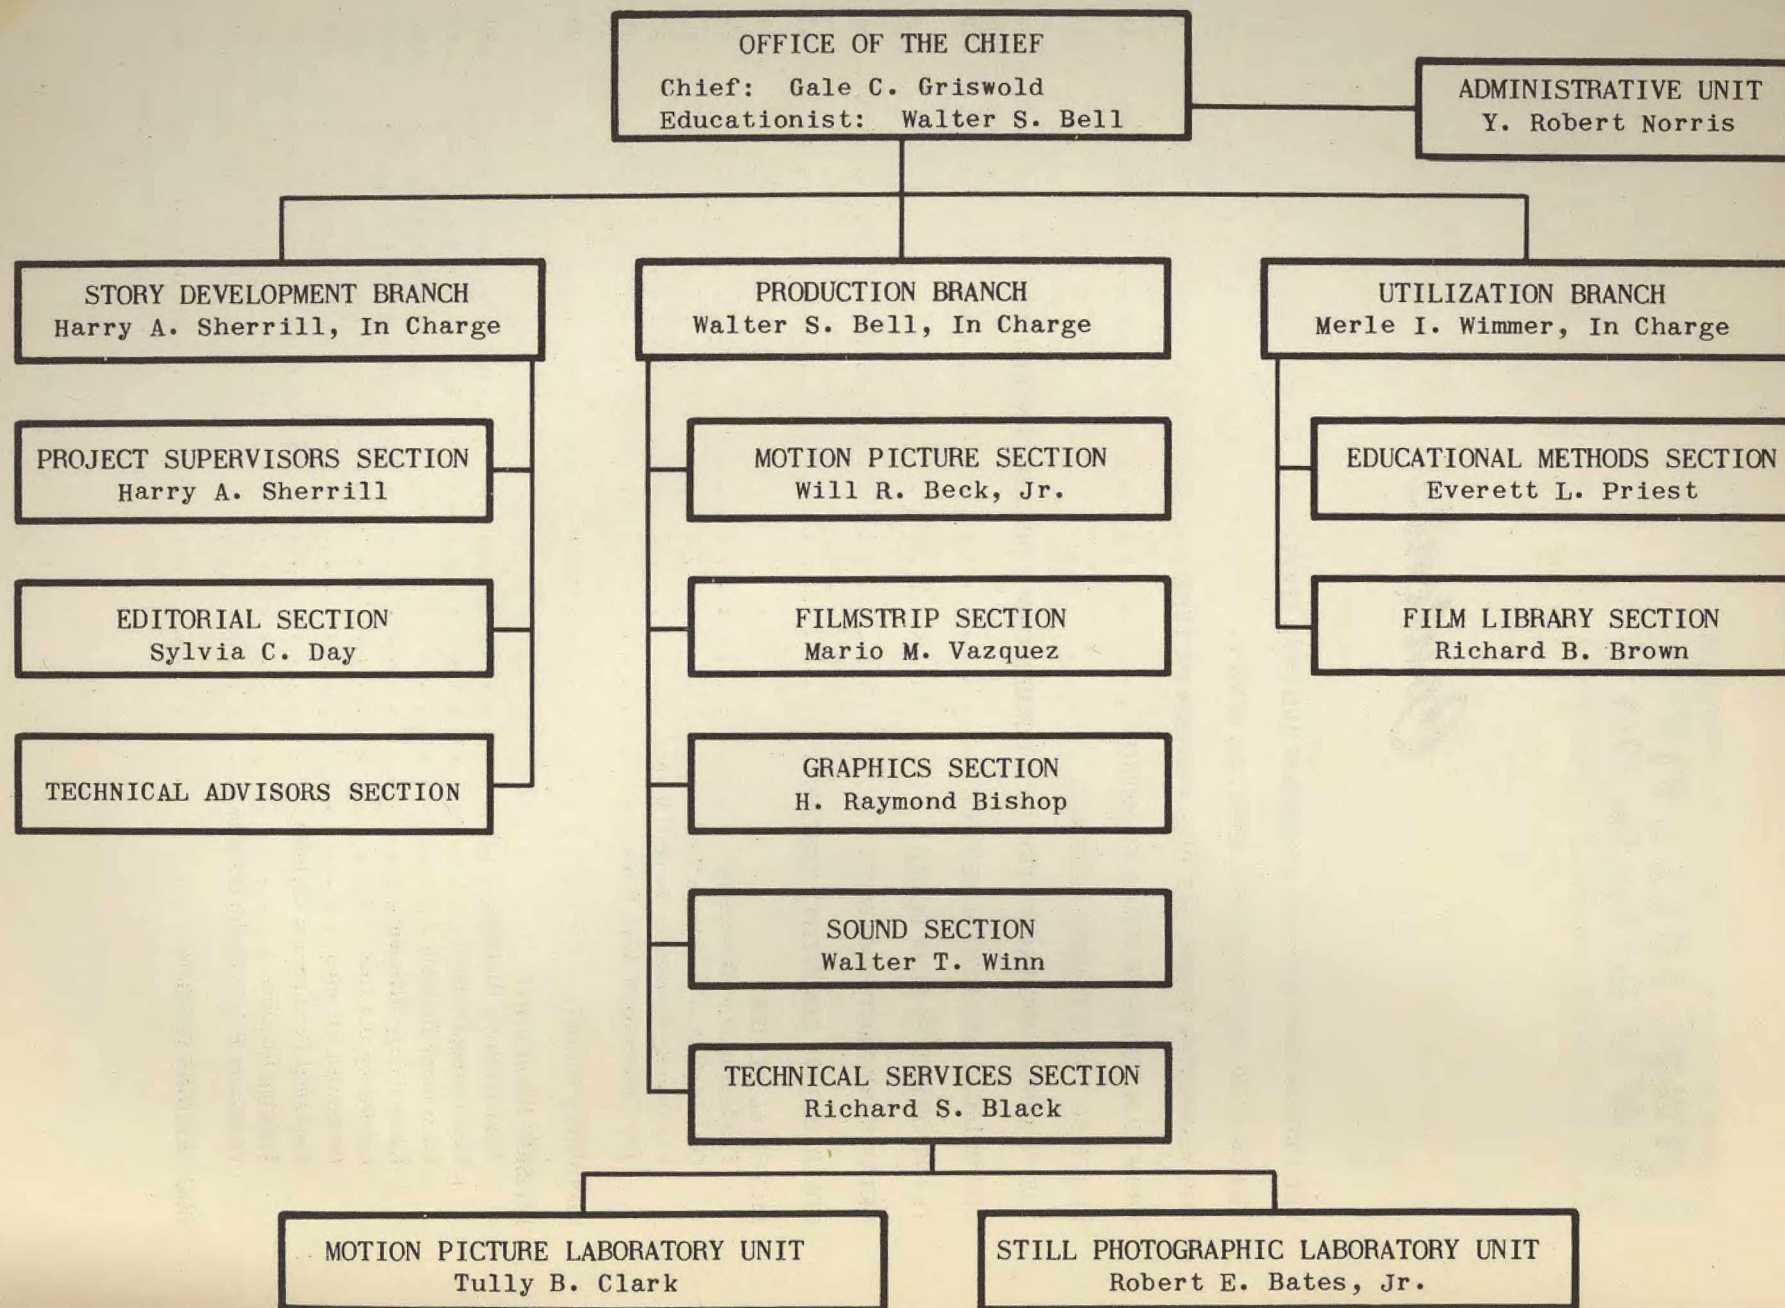 OFFICE OF THE CHIEF
Chief: Gale C. Griswold
Educationist: Walter S. Bell
ADMINISTRATIVE UNIT
Y. Robert Norris
STORY DEVELOPMENT BRANCH
Harry A. Sherrill, In Charge
PRODUCTION BRANCH
Walter S. Bell, In Charge
UTILIZATION BRANCH
Merle I. Wimmer, In Charge
PROJECT SUPERVISORS SECTION
Harry A. Sherrill
EDITORIAL SECTION
Sylvia C. Day
TECHNICAL ADVISORS SECTION
MOTION PICTURE SECTION
Will R. Beck, Jr.
FILMSTRIP SECTION
Mario M. Vazquez
GRAPHICS SECTION
H. Raymond Bishop
SOUND SECTION
Walter T. Winn
TECHNICAL SERVICES SECTION
Richard S. Black
EDUCATIONAL METHODS SECTION
Everett L. Priest
FILM LIBRARY SECTION
Richard B. Brown
MOTION PICTURE LABORATORY UNIT
Tully B. Clark
STILL PHOTOGRAPHIC LABORATORY UNIT
Robert E. Bates, Jr.